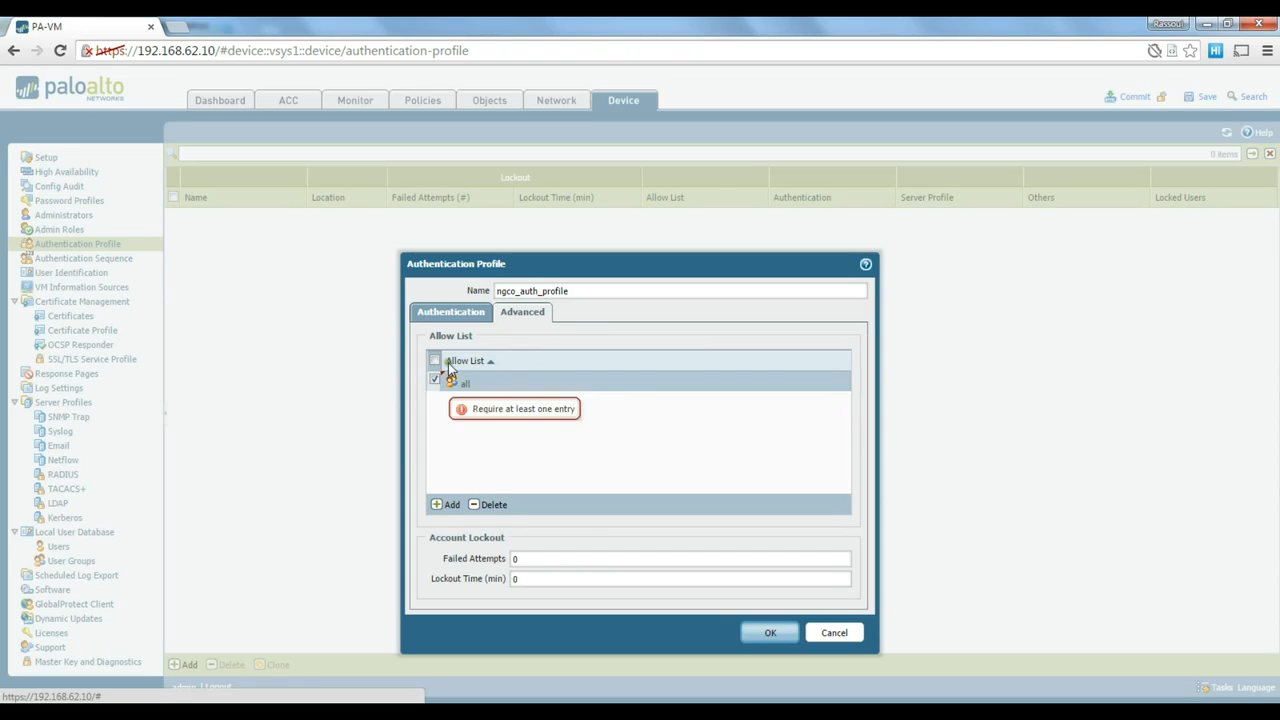 PA-VM
Rassoul
https://192.168.62.10/#device::vsys1::device/authentication-profile
paloalto
NETWORKS
Dashboard
ACC
Monitor
Policies
Objects
Network
Device
Commit
Save
Search
Help
0 items
Setup
High Availability
Config Audit
Password Profiles
Administrators
Admin Roles
Authentication Profile
Authentication Sequence
User Identification
VM Information Sources
Certificate Management
Certificates
Certificate Profile
OCSP Responder
SSL/TLS Service Profile
Response Pages
Log Settings
Server Profiles
SNMP Trap
Syslog
Email
Netflow
RADIUS
TACACS+
LDAP
Kerberos
Local User Database
Users
User Groups
Scheduled Log Export
Software
GlobalProtect Client
Dynamic Updates
Licenses
Support
Master Key and Diagnostics
Lockout
Name
Location
Failed Attempts (#)
Lockout Time (min)
Allow List
Authentication
Server Profile
Others
Locked Users
Authentication Profile
Name
ngco_auth_profile
Authentication
Advanced
Allow List
Allow List
all
Require at least one entry
Add
Delete
Account Lockout
Failed Attempts
0
Lockout Time (min)
0
OK
Cancel
Add
Delete
Clone
admin | Logout
Tasks
Language
https://192.168.62.10/#